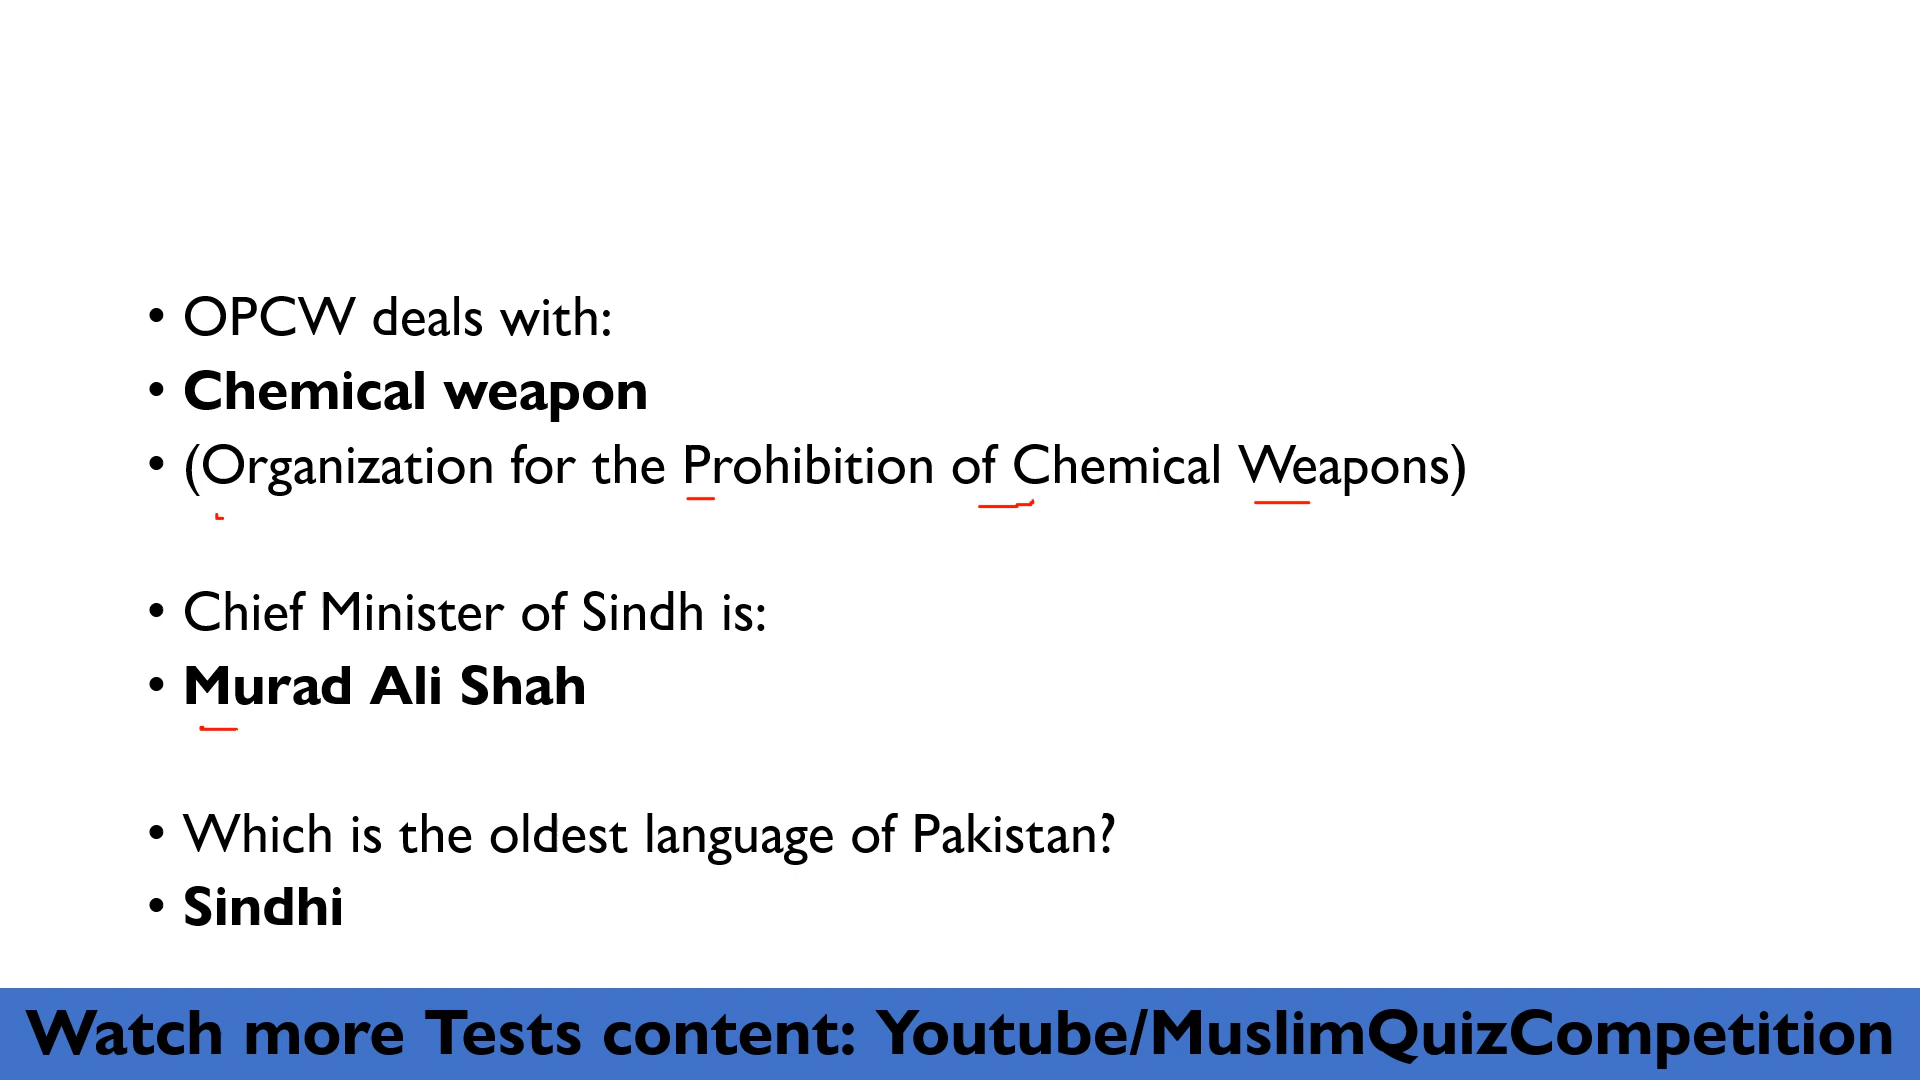 • OPCW deals with:
• Chemical weapon
• (Organization for the Prohibition of Chemical Weapons)
• Chief Minister of Sindh is:
• Murad Ali Shah
• Which is the oldest language of Pakistan?
• Sindhi
Watch more Tests content: Youtube/MuslimQuizCompetition